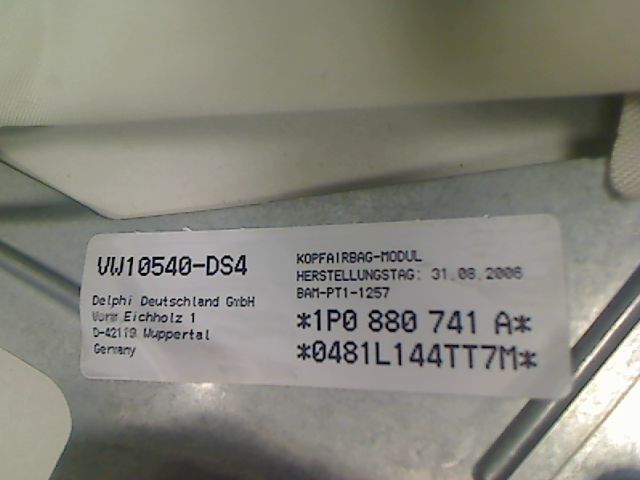 VW10540-DS4
Delphi Deutschland GmbH
Vorm Eichholz 1
D-42119 Wuppertal
Germany
KOPFAIRBAG-MODUL
HERSTELLUNGSTAG: 31.08.2006
BAM-PT1-1257
*1P0 880 741 A*
*0481L144TT7M*